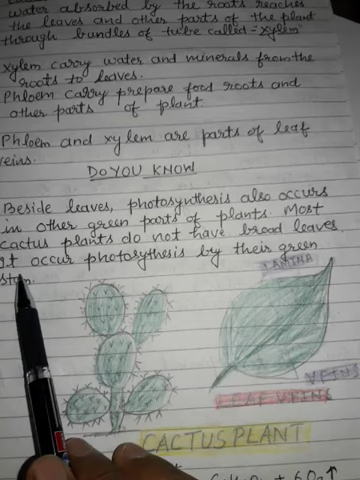 water absorbed by the roots reaches
the leaves and other parts of the plant
through bundles of tube called = xylem
xylem carry water and minerals from the
roots to leaves.
Phloem carry prepare food roots and
other parts of plant
Phloem and xylem are parts of leaf
veins.
DO YOU KNOW
Beside leaves, photosynthesis also occurs
in other green parts of plants. Most
cactus plants do not have broad leaves.
It occur photosythesis by their green
stem.
LAMINA
VEINS
LEAF VEINS
CACTUS PLANT
+ 6O₂↑